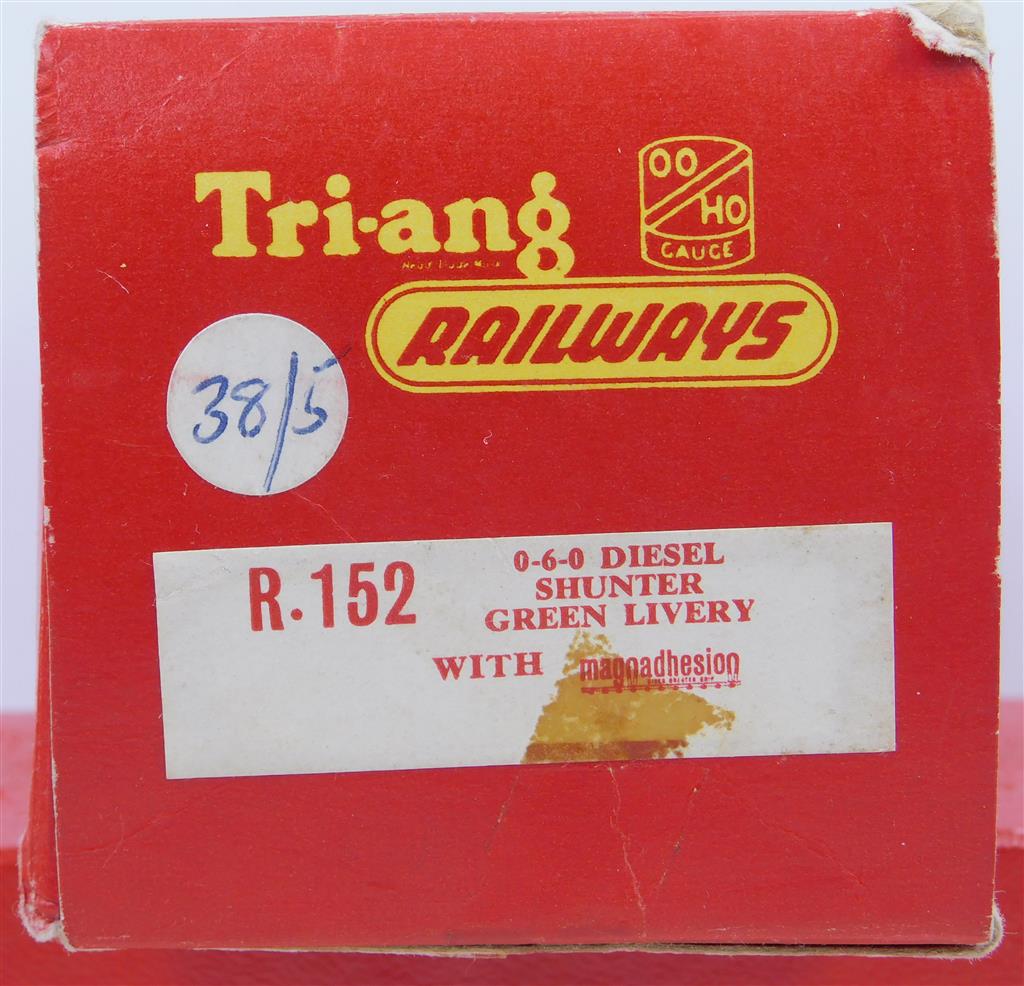 Tri-ang
OO/HO
GAUGE
RAILWAYS
38/5
R.152
0-6-0 DIESEL
SHUNTER
GREEN LIVERY
WITH magnadhesion